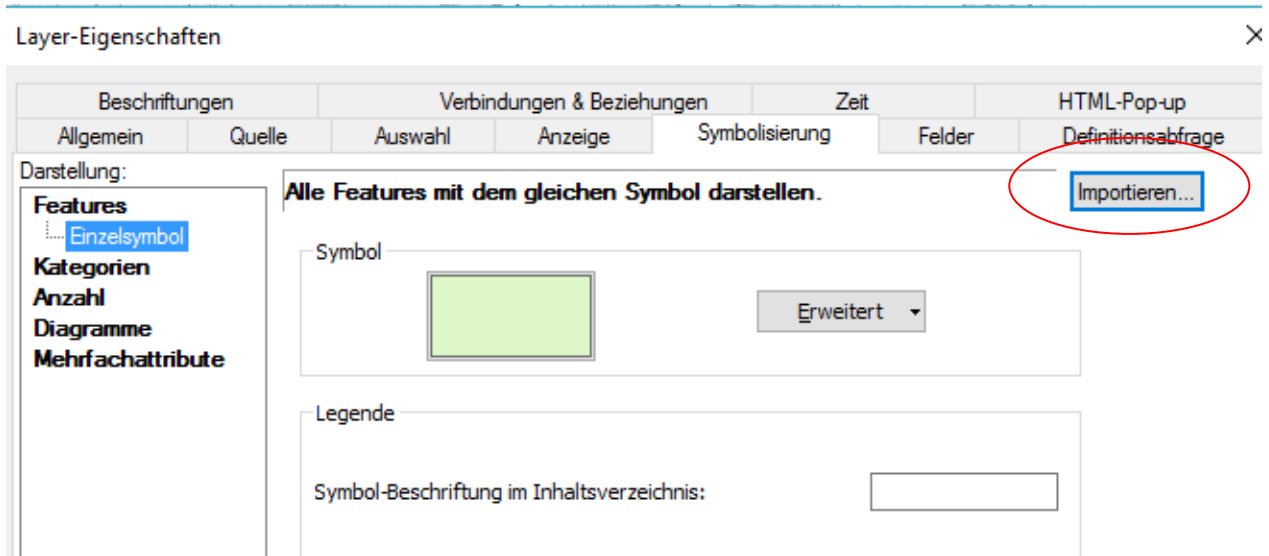 Layer-Eigenschaften
Beschriftungen Verbindungen & Beziehungen Zeit HTML-Pop-up
Allgemein Quelle Auswahl Anzeige Symbolisierung Felder Definitionsabfrage
Darstellung:
Features
Einzelsymbol
Kategorien
Anzahl
Diagramme
Mehrfachattribute
Alle Features mit dem gleichen Symbol darstellen.
Importieren...
Symbol
Erweitert
Legende
Symbol-Beschriftung im Inhaltsverzeichnis: